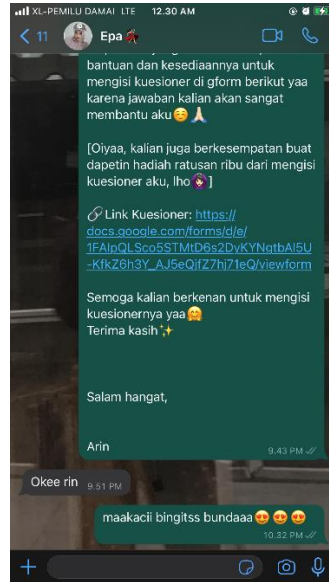 XL-PEMILU DAMAI LTE 12.30 AM
11 Epa
bantuan dan kesediaannya untuk
mengisi kuesioner di gform berikut yaa
karena jawaban kalian akan sangat
membantu aku😊🙏🏻
[Oiyaa, kalian juga berkesempatan buat
dapetin hadiah ratusan ribu dari mengisi
kuesioner aku, lho]
🔗Link Kuesioner: https://
docs.google.com/forms/d/e/
1FAIpQLSco5STMtD6s2DyKYNgtbAI5U
-KfkZ6h3Y_AJ5eQjfZ7hj71eQ/viewform
Semoga kalian berkenan untuk mengisi
kuesionernya yaa🤗
Terima kasih✨
Salam hangat,
Arin
9.43 PM
Okee rin 9.51 PM
maakacii bingitss bundaaa😍😍😍
10.32 PM